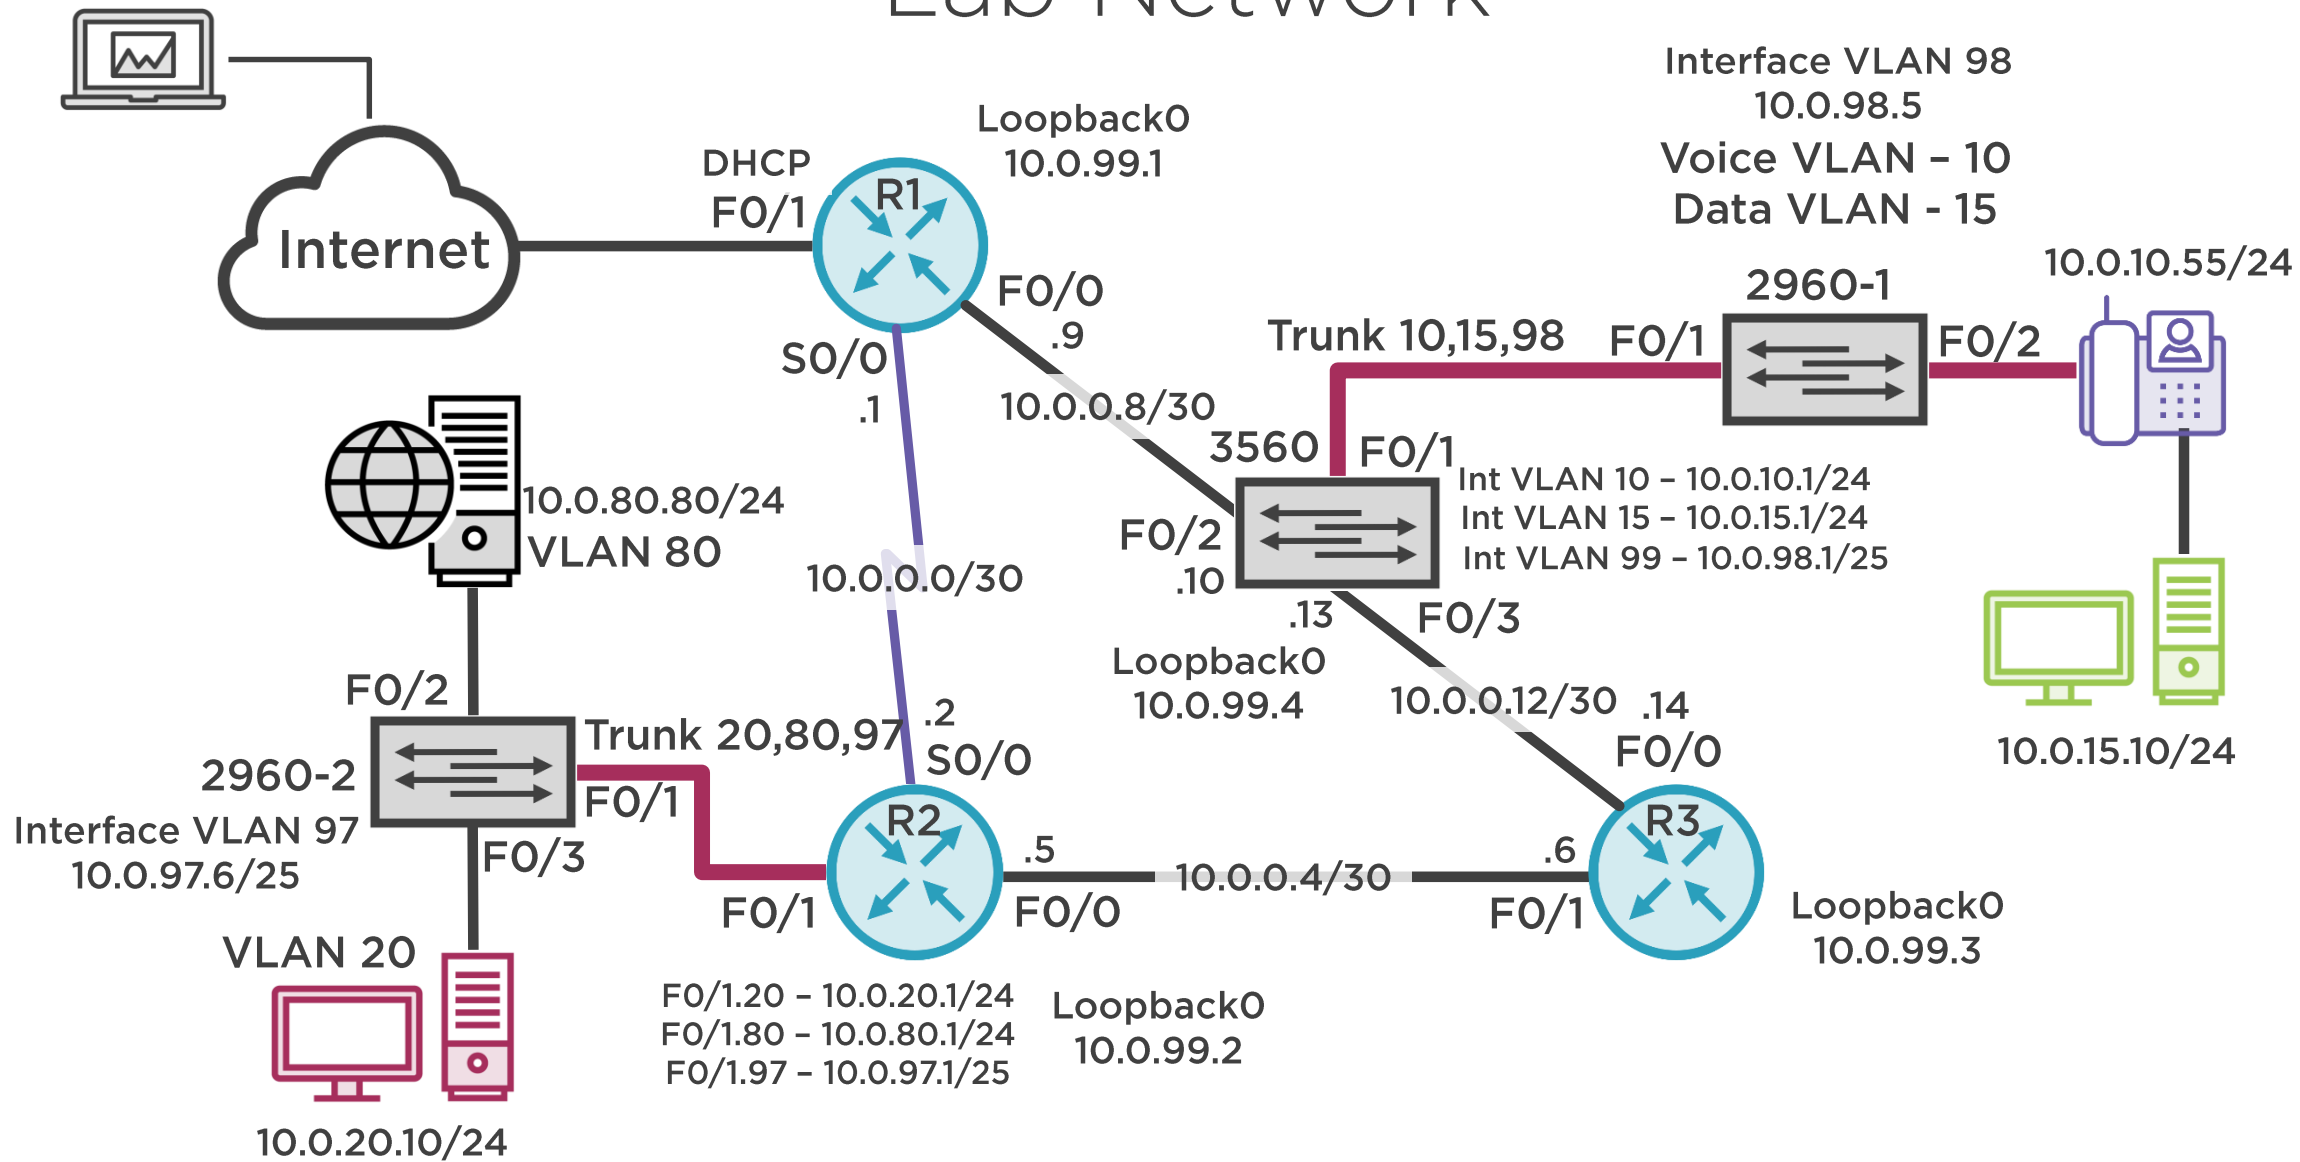 Lab Network
Interface VLAN 98
10.0.98.5
Voice VLAN – 10
Data VLAN - 15
Loopback0
10.0.99.1
DHCP
F0/1
R1
Internet
F0/0
.9
S0/0
.1
10.0.0.8/30
Trunk 10,15,98
F0/1
2960-1
F0/2
10.0.10.55/24
3560
F0/1
Int VLAN 10 – 10.0.10.1/24
Int VLAN 15 – 10.0.15.1/24
Int VLAN 99 – 10.0.98.1/25
F0/2
.10
.13
F0/3
Loopback0
10.0.99.4
10.0.0.12/30
.14
F0/0
10.0.15.10/24
10.0.80.80/24
VLAN 80
10.0.0.0/30
F0/2
Trunk 20,80,97
.2
S0/0
2960-2
F0/1
Interface VLAN 97
10.0.97.6/25
F0/3
R2
.5
10.0.0.4/30
.6
R3
F0/1
F0/0
F0/1
Loopback0
10.0.99.3
VLAN 20
F0/1.20 – 10.0.20.1/24
F0/1.80 – 10.0.80.1/24
F0/1.97 – 10.0.97.1/25
Loopback0
10.0.99.2
10.0.20.10/24